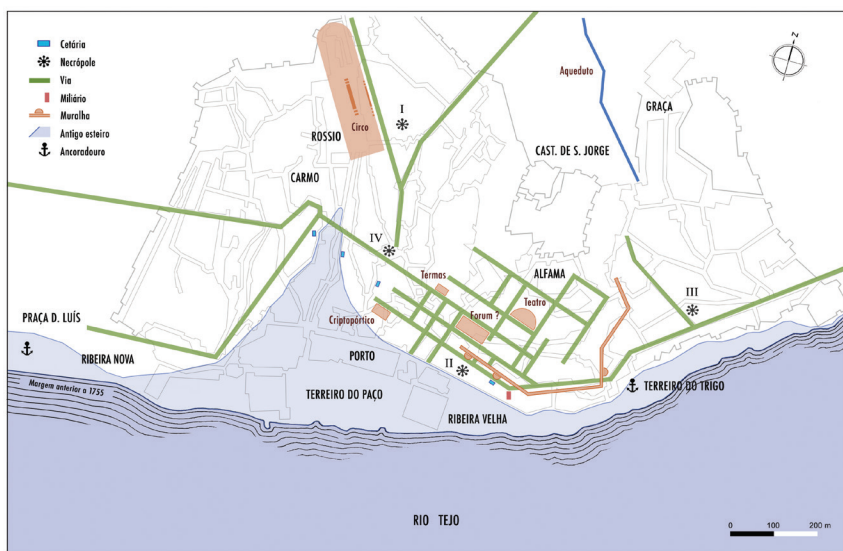 Cetária
Necrópole
Via
Miliário
Muralha
Antigo esteiro
Ancoradouro
N
Aqueduto
GRAÇA
I
Circo
ROSSIO
CAST. DE S. JORGE
CARMO
IV
Termas
ALFAMA
Teatro
III
Forum ?
Criptopórtico
PRAÇA D. LUÍS
RIBEIRA NOVA
PORTO
II
TERREIRO DO TRIGO
Margem anterior a 1755
TERREIRO DO PAÇO
RIBEIRA VELHA
RIO TEJO
0 100 200 m